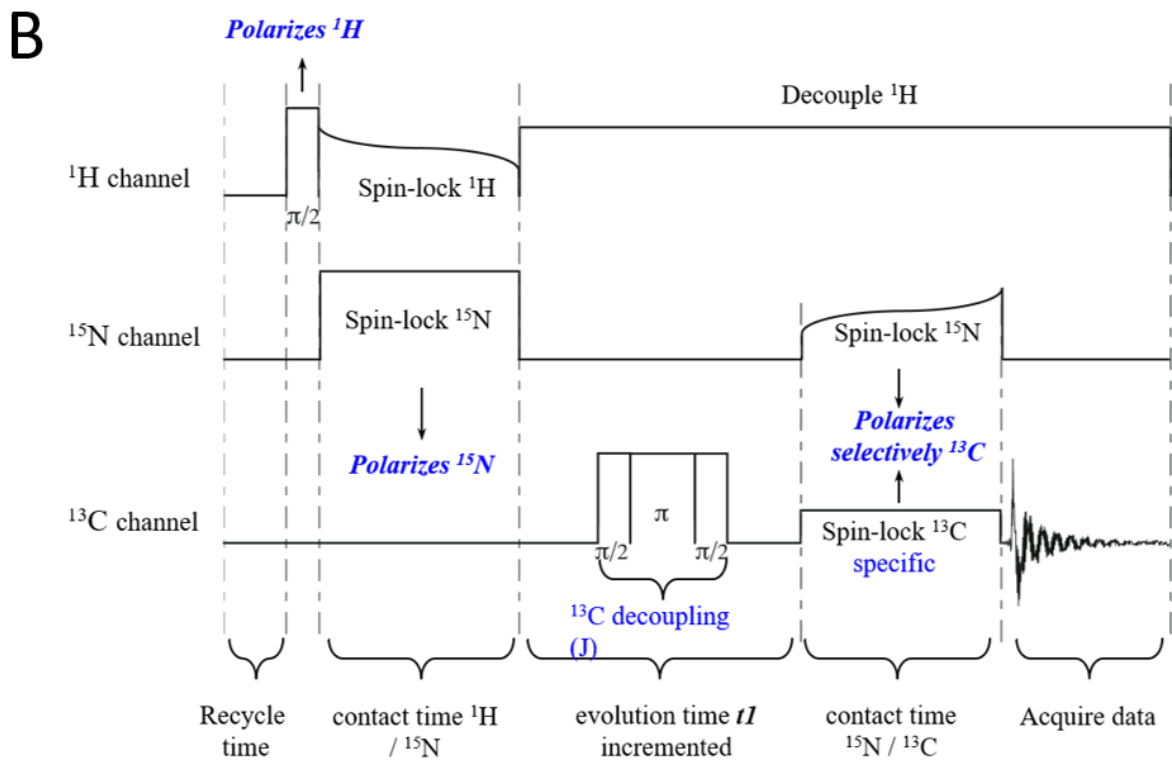 B
Polarizes ¹H
Decouple ¹H
¹H channel
Spin-lock ¹H
π/2
¹⁵N channel
Spin-lock ¹⁵N
Spin-lock ¹⁵N
Polarizes ¹⁵N
Polarizes
selectively ¹³C
¹³C channel
π
π/2
π/2
Spin-lock ¹³C
specific
¹³C decoupling
(J)
Recycle
time
contact time ¹H
/ ¹⁵N
evolution time t1
incremented
contact time
¹⁵N / ¹³C
Acquire data